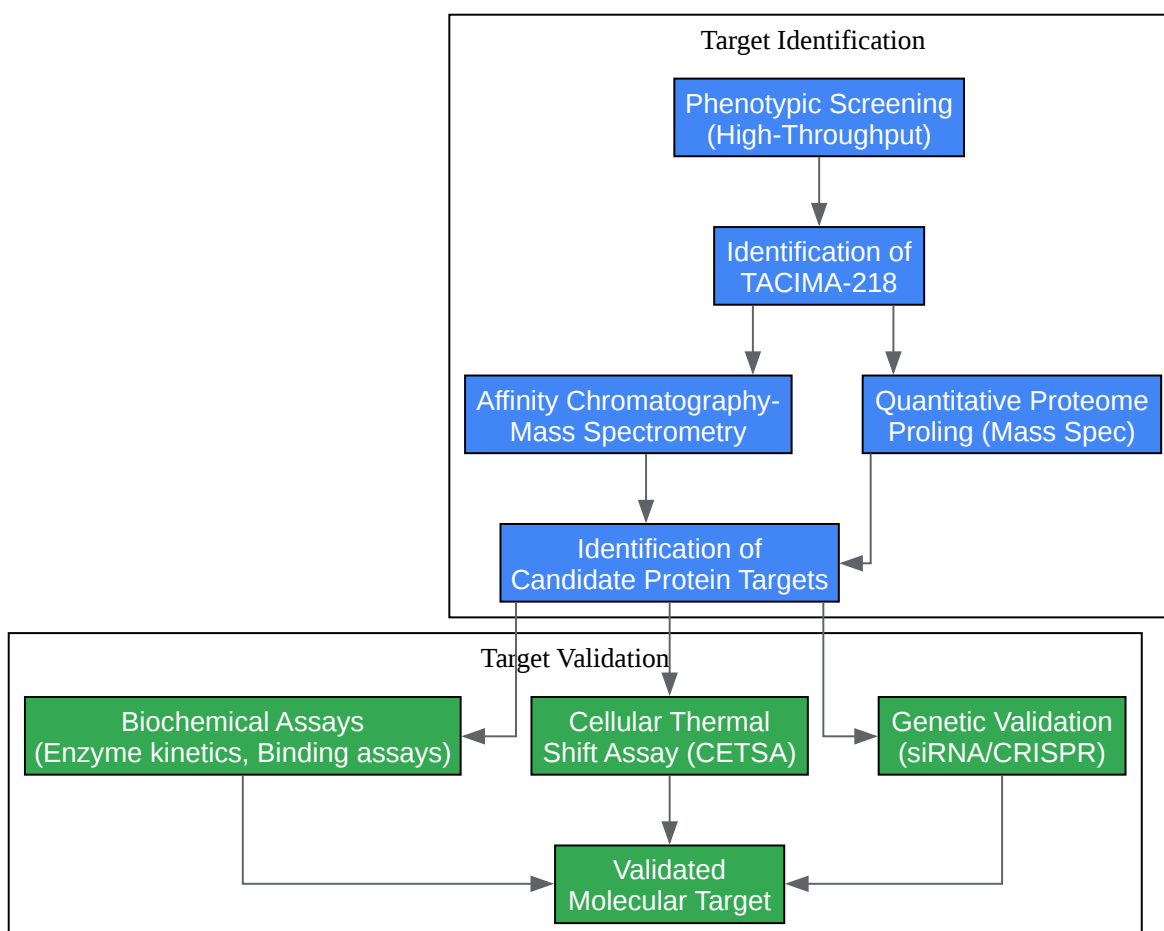 Target Identification
Phenotypic Screening
(High-Throughput)
Identification of
TACIMA-218
Affinity Chromatography-
Mass Spectrometry
Quantitative Proteome
Proling (Mass Spec)
Identification of
Candidate Protein Targets
Target Validation
Biochemical Assays
(Enzyme kinetics, Binding assays)
Cellular Thermal
Shift Assay (CETSA)
Genetic Validation
(siRNA/CRISPR)
Validated
Molecular Target